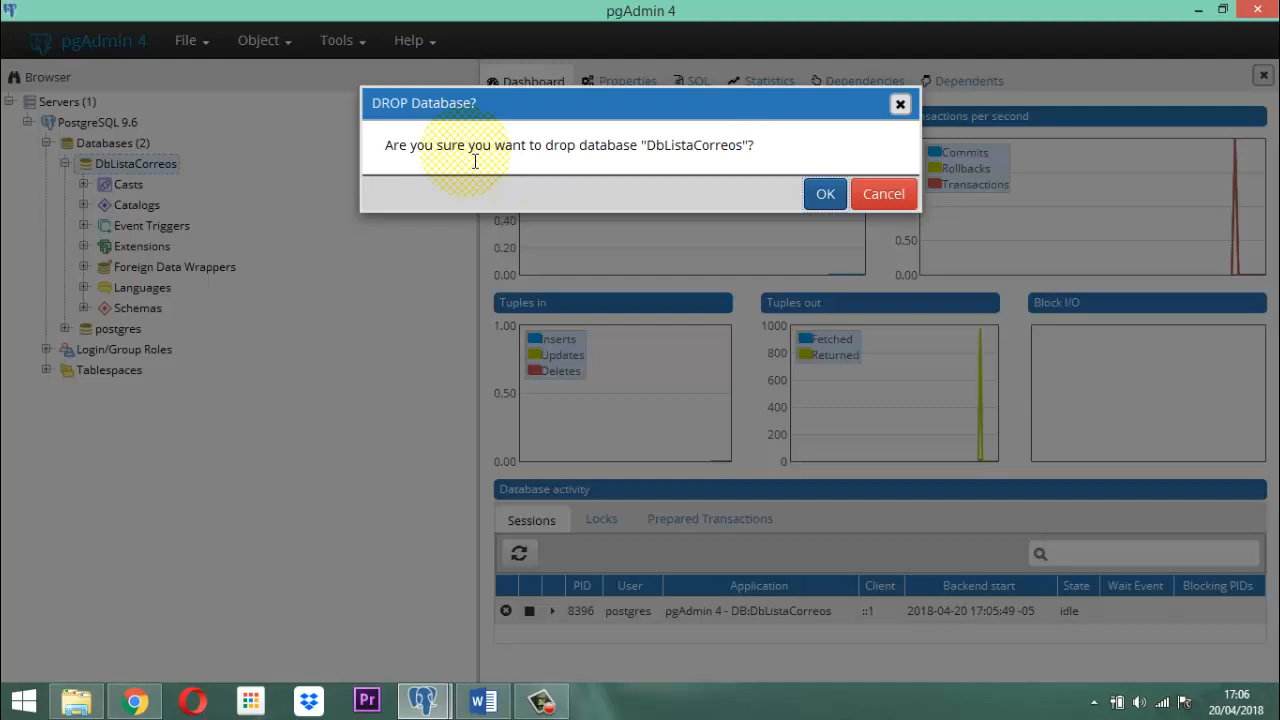 pgAdmin 4
pgAdmin 4 File Object Tools Help
Browser
Servers (1)
PostgreSQL 9.6
Databases (2)
DbListaCorreos
Casts
Catalogs
Event Triggers
Extensions
Foreign Data Wrappers
Languages
Schemas
postgres
Login/Group Roles
Tablespaces
Dashboard Properties SQL Statistics Dependencies Dependents
DROP Database?
Are you sure you want to drop database "DbListaCorreos"?
OK Cancel
sactions per second
Commits
Rollbacks
Transactions
0.40
0.20
0.00
0.50
0.00
Tuples in
1.00
0.50
0.00
Inserts
Updates
Deletes
Tuples out
1000
800
600
400
200
0
Fetched
Returned
Block I/O
Database activity
Sessions Locks Prepared Transactions
PID User Application Client Backend start State Wait Event Blocking PIDs
8396 postgres pgAdmin 4 - DB:DbListaCorreos ::1 2018-04-20 17:05:49 -05 idle
Pr
17:06
20/04/2018